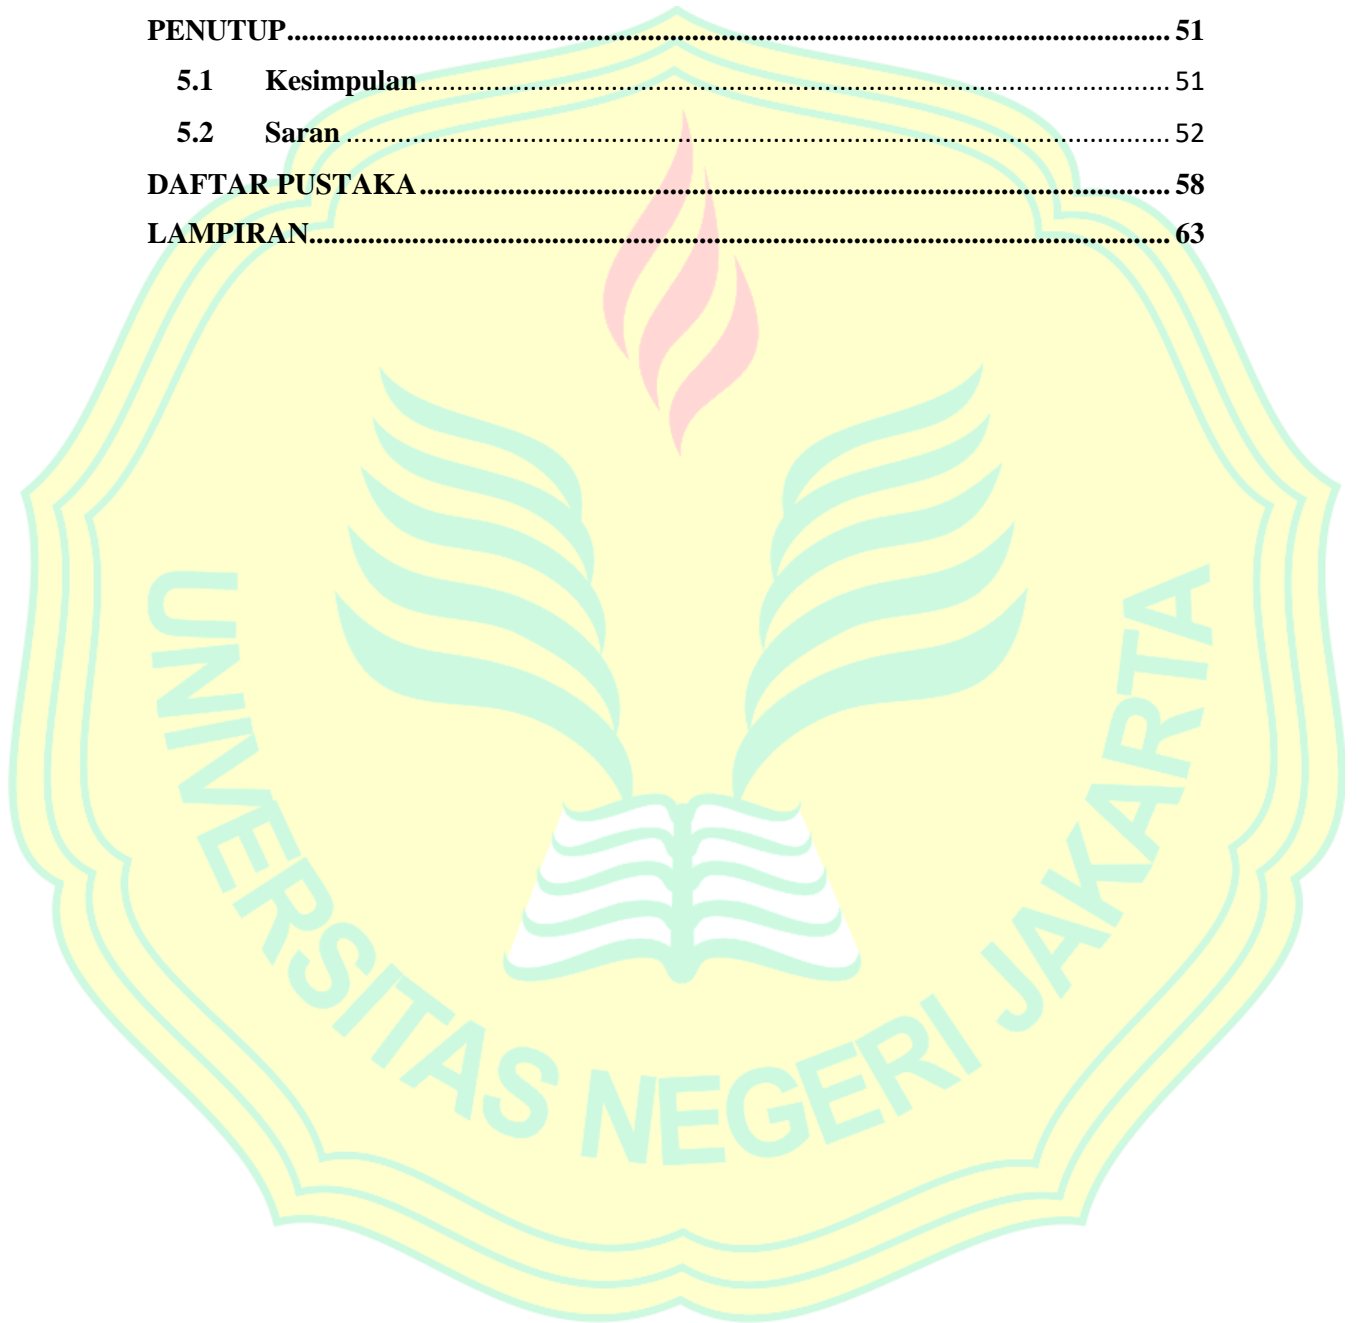 PENUTUP........................................................................................................................ 51
5.1 Kesimpulan...................................................................................................... 51
5.2 Saran................................................................................................................ 52
DAFTAR PUSTAKA...................................................................................................... 58
LAMPIRAN..................................................................................................................... 63
UNIVERSITAS NEGERI JAKARTA